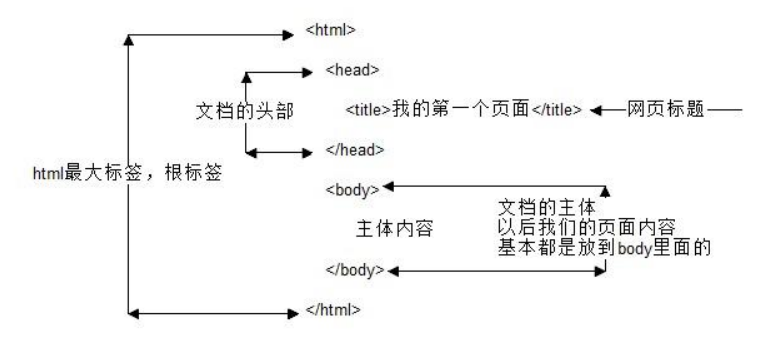 <html>
<head>
文档的头部
<title>我的第一个页面</title>
网页标题
</head>
html最大标签，根标签
<body>
文档的主体
以后我们的页面内容
基本都是放到body里面的
主体内容
</body>
</html>